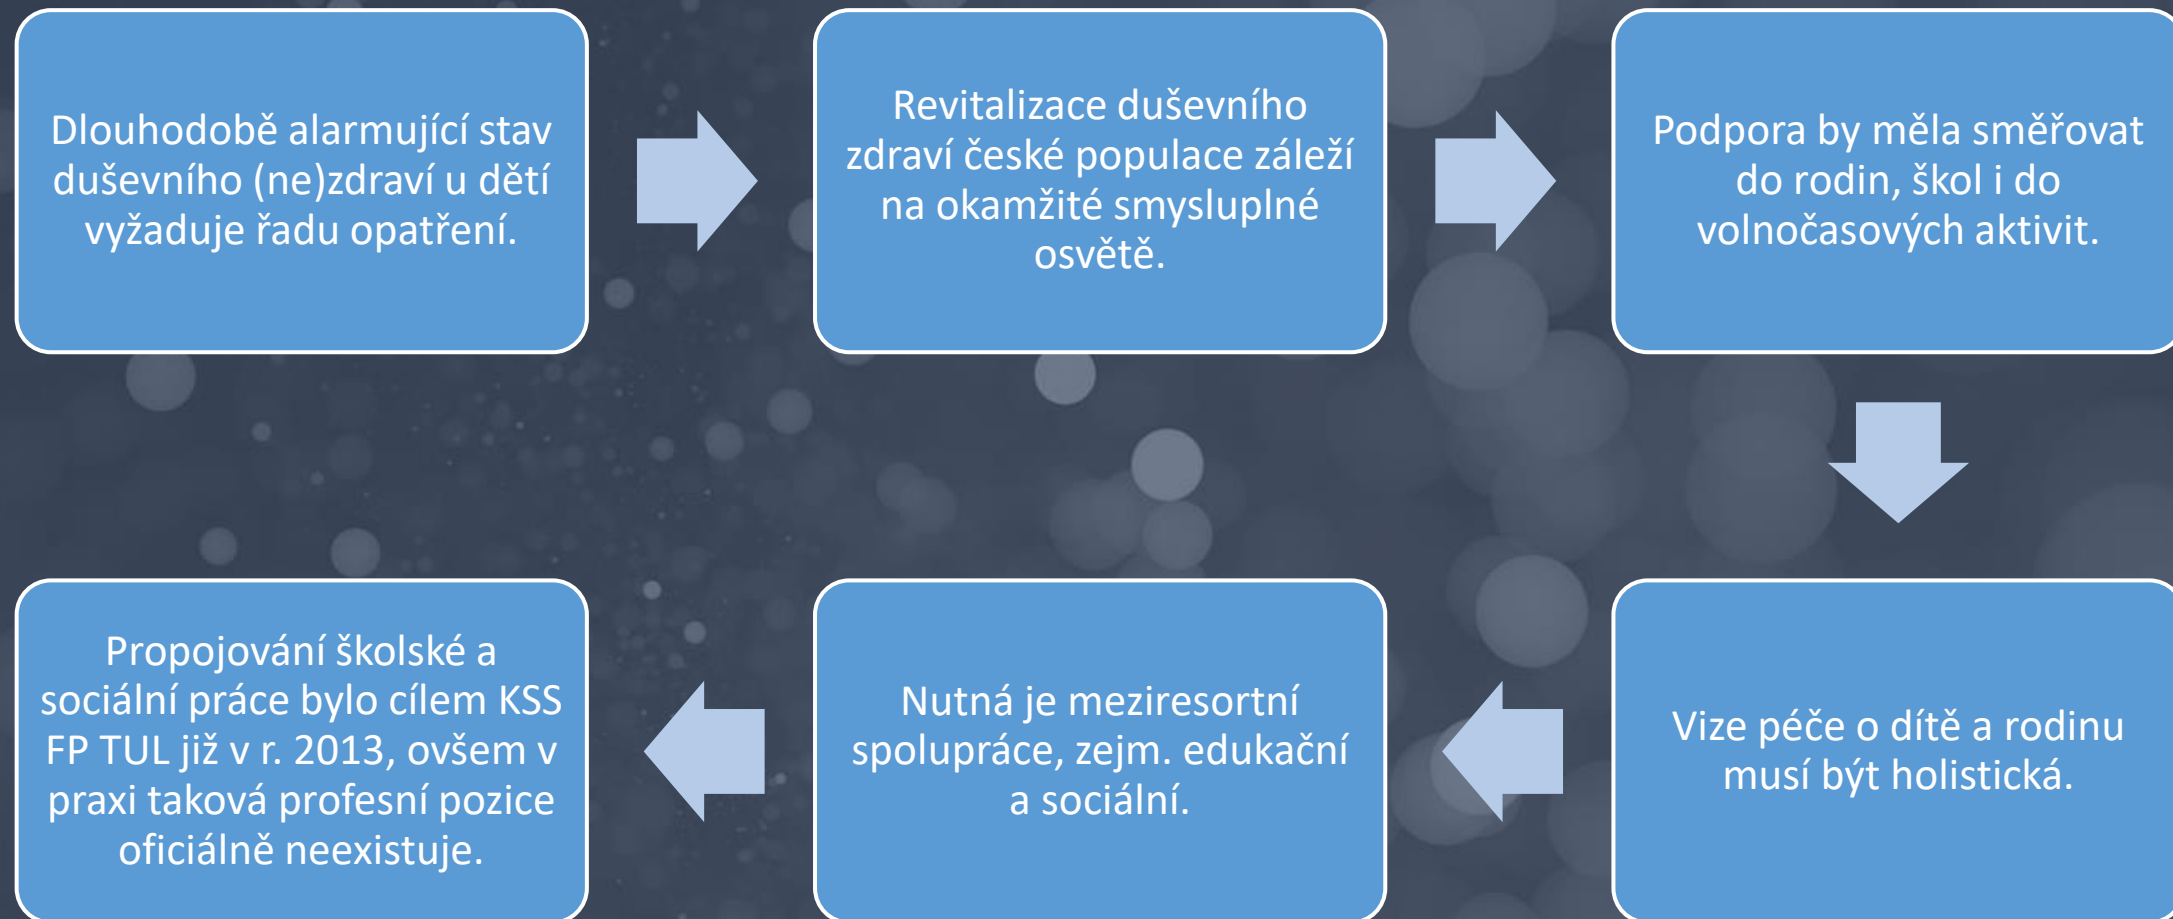 Dlouhodobě alarmující stav
duševního (ne)zdraví u dětí
vyžaduje řadu opatření.
Revitalizace duševního
zdraví české populace záleží
na okamžité smysluplné
osvětě.
Podpora by měla směřovat
do rodin, škol i do
volnočasových aktivit.
Vize péče o dítě a rodinu
musí být holistická.
Nutná je meziresortní
spolupráce, zejm. edukační
a sociální.
Propojování školské a
sociální práce bylo cílem KSS
FP TUL již v r. 2013, ovšem v
praxi taková profesní pozice
oficiálně neexistuje.